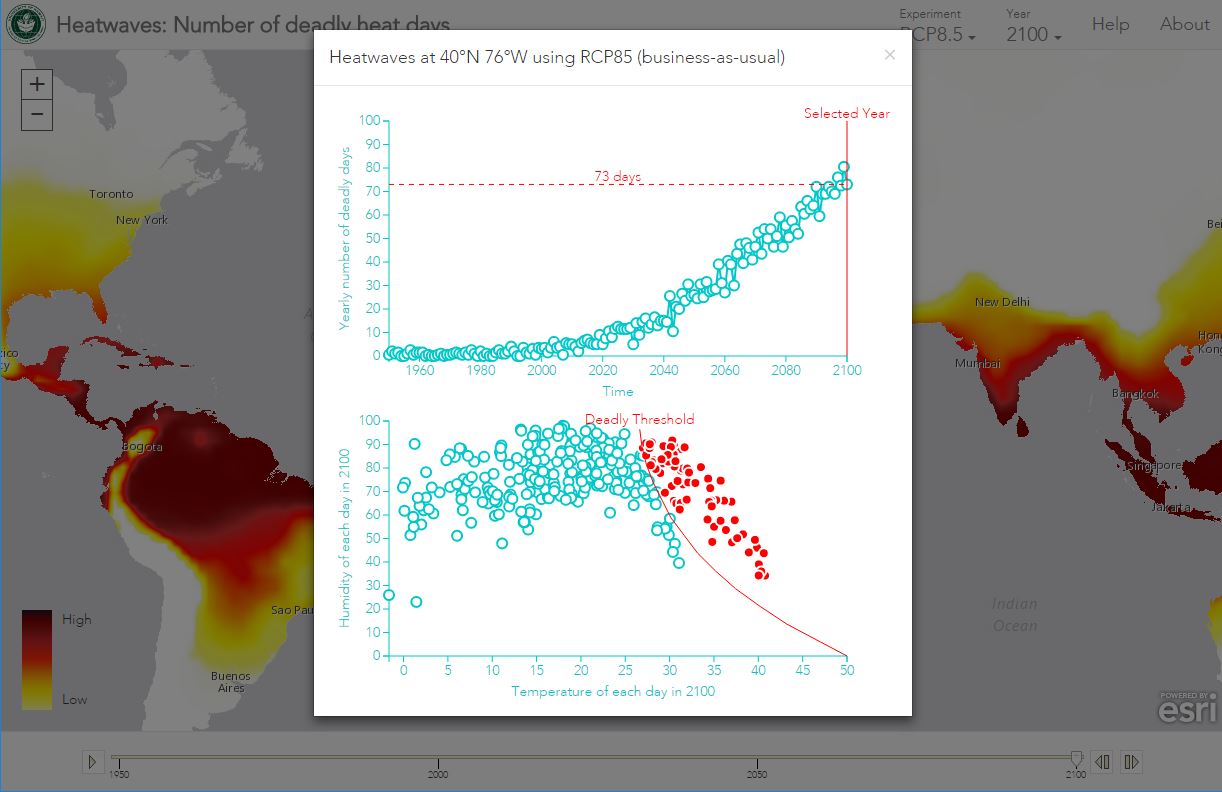 Heatwaves: Number of deadly heat days
Experiment
RCP8.5
Year
2100
Help
About
Heatwaves at 40°N 76°W using RCP85 (business-as-usual)
×
+
−
Toronto
New York
Bogota
Sao Pau
Buenos
Aires
High
Low
Selected Year
73 days
Yearly number of deadly days
100
90
80
70
60
50
40
30
20
10
0
1960
1980
2000
2020
2040
2060
2080
2100
Time
Deadly Threshold
Humidity of each day in 2100
100
90
80
70
60
50
40
30
20
10
0
0
5
10
15
20
25
30
35
40
45
50
Temperature of each day in 2100
New Delhi
Mumbai
Bangkok
Singapore
Jakarta
Bei
Hon
Kong
Indian
Ocean
POWERED BY
esri
1950
2000
2050
2100